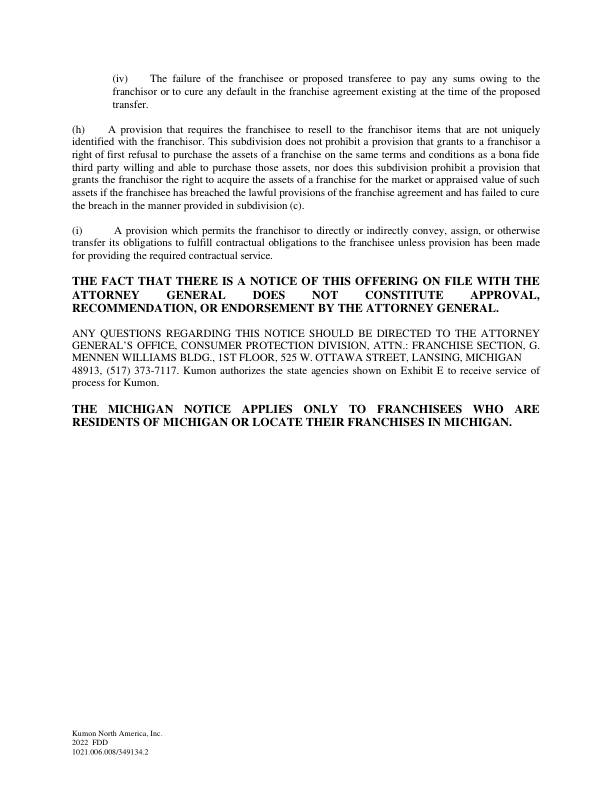 (iv) The failure of the franchisee or proposed transferee to pay any sums owing to the
franchisor or to cure any default in the franchise agreement existing at the time of the proposed
transfer.
(h) A provision that requires the franchisee to resell to the franchisor items that are not uniquely
identified with the franchisor. This subdivision does not prohibit a provision that grants to a franchisor a
right of first refusal to purchase the assets of a franchise on the same terms and conditions as a bona fide
third party willing and able to purchase those assets, nor does this subdivision prohibit a provision that
grants the franchisor the right to acquire the assets of a franchise for the market or appraised value of such
assets if the franchisee has breached the lawful provisions of the franchise agreement and has failed to cure
the breach in the manner provided in subdivision (c).
(i) A provision which permits the franchisor to directly or indirectly convey, assign, or otherwise
transfer its obligations to fulfill contractual obligations to the franchisee unless provision has been made
for providing the required contractual service.
THE FACT THAT THERE IS A NOTICE OF THIS OFFERING ON FILE WITH THE
ATTORNEY GENERAL DOES NOT CONSTITUTE APPROVAL,
RECOMMENDATION, OR ENDORSEMENT BY THE ATTORNEY GENERAL.
ANY QUESTIONS REGARDING THIS NOTICE SHOULD BE DIRECTED TO THE ATTORNEY
GENERAL'S OFFICE, CONSUMER PROTECTION DIVISION, ATTN.: FRANCHISE SECTION, G.
MENNEN WILLIAMS BLDG., 1ST FLOOR, 525 W. OTTAWA STREET, LANSING, MICHIGAN
48913, (517) 373-7117. Kumon authorizes the state agencies shown on Exhibit E to receive service of
process for Kumon.
THE MICHIGAN NOTICE APPLIES ONLY TO FRANCHISEES WHO ARE
RESIDENTS OF MICHIGAN OR LOCATE THEIR FRANCHISES IN MICHIGAN.
Kumon North America, Inc.
2022 FDD
1021.006.008/349134.2